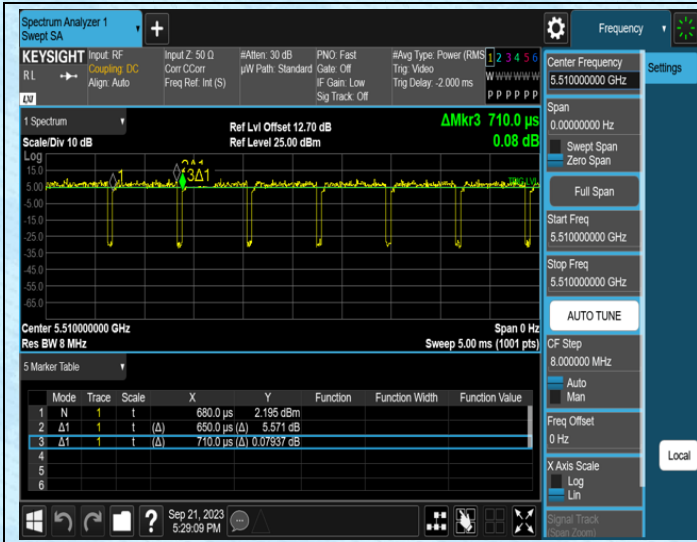 Spectrum Analyzer 1
Swept SA
Frequency
KEYSIGHT
RL
LXI
Input: RF
Coupling: DC
Align: Auto
Input Z: 50 Ω
Corr CCorr
Freq Ref: Int (S)
#Atten: 30 dB
µW Path: Standard
PNO: Fast
Gate: Off
IF Gain: Low
Sig Track: Off
#Avg Type: Power (RMS
Trig: Video
Trig Delay: -2.000 ms
1 2 3 4 5 6
W W W W W W
P P P P P P
1 Spectrum
Scale/Div 10 dB
Log
Ref Lvl Offset 12.70 dB
Ref Level 25.00 dBm
ΔMkr3 710.0 µs
0.08 dB
15.0
5.00
-5.00
-15.0
-25.0
-35.0
-45.0
-55.0
-65.0
1
2Δ1
3Δ1
TRIG LVL
Center 5.510000000 GHz
Res BW 8 MHz
Span 0 Hz
Sweep 5.00 ms (1001 pts)
5 Marker Table
Mode Trace Scale X Y Function Function Width Function Value
1 N 1 t 680.0 µs 2.195 dBm
2 Δ1 1 t (Δ) 650.0 µs (Δ) 5.571 dB
3 Δ1 1 t (Δ) 710.0 µs (Δ) 0.07937 dB
4
5
6
Sep 21, 2023
5:29:09 PM
Center Frequency
5.510000000 GHz
Span
0.00000000 Hz
Swept Span
Zero Span
Full Span
Start Freq
5.510000000 GHz
Stop Freq
5.510000000 GHz
AUTO TUNE
CF Step
8.000000 MHz
Auto
Man
Freq Offset
0 Hz
X Axis Scale
Log
Lin
Signal Track
(Span Zoom)
Settings
Local